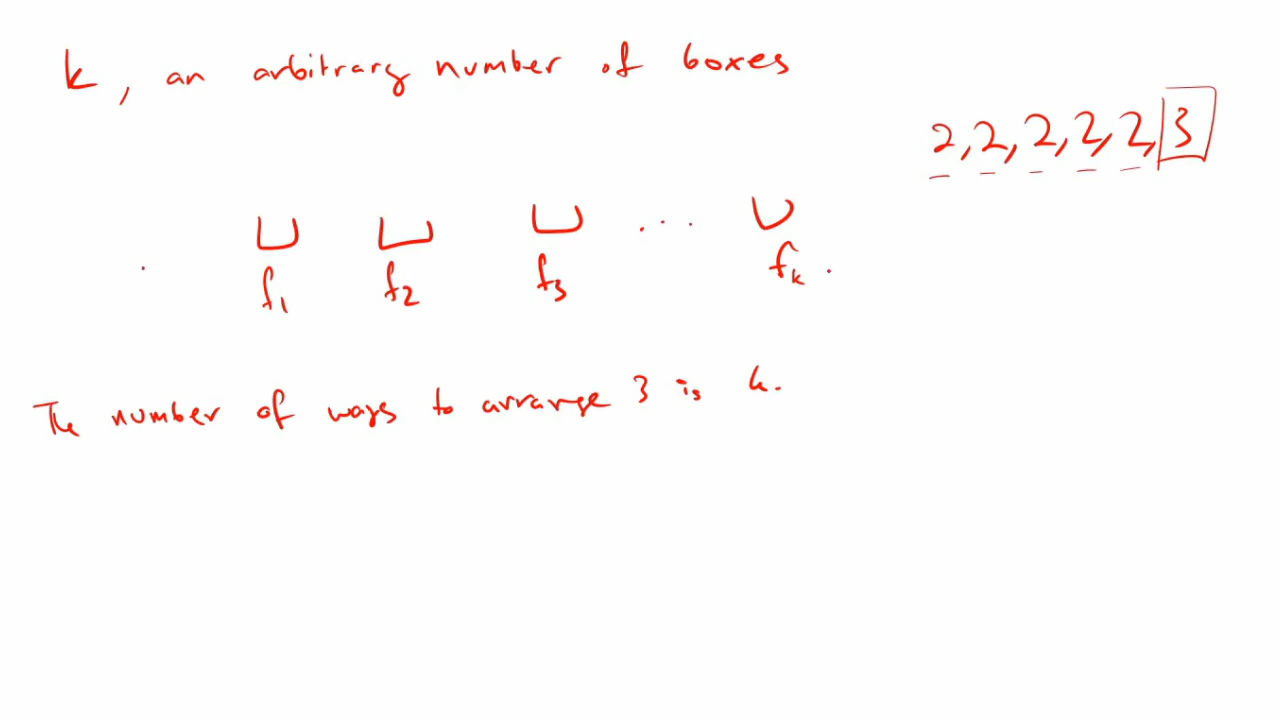 k, an arbitrary number of boxes
2, 2, 2, 2, 2, 3
...
f1 f2 f3 fk.
The number of ways to arrange 3 is k.